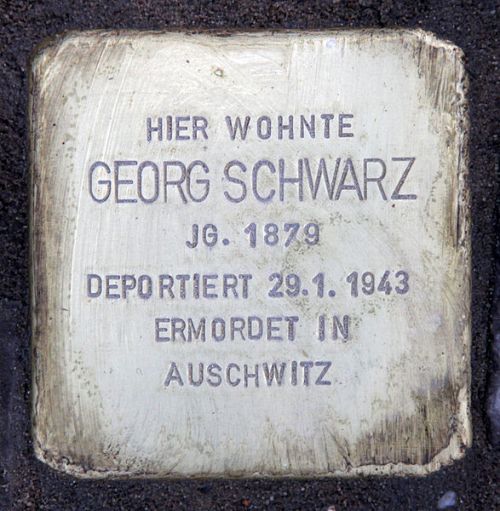 HIER WOHNTE
GEORG SCHWARZ
JG. 1879
DEPORTIERT 29.1. 1943
ERMORDET IN
AUSCHWITZ